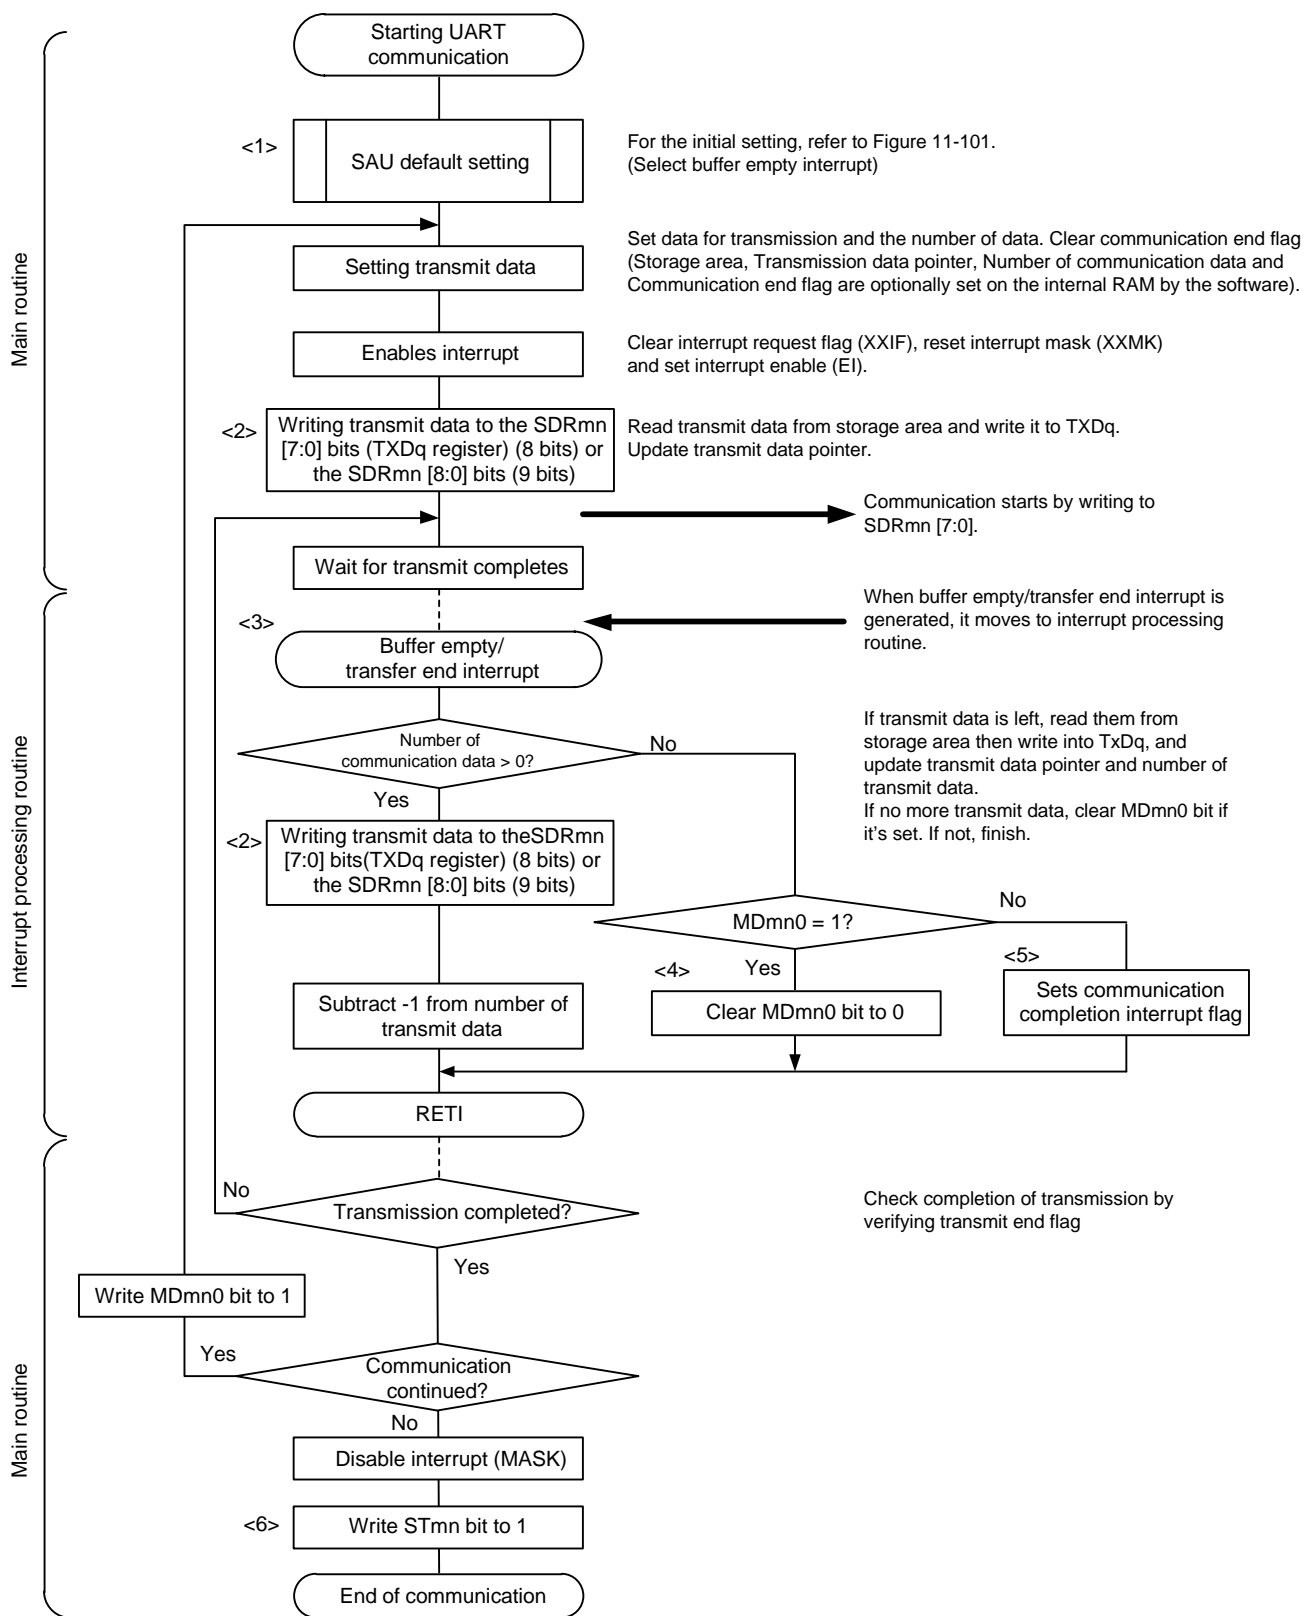 Starting UART
communication
<1>
SAU default setting
For the initial setting, refer to Figure 11-101.
(Select buffer empty interrupt)
Setting transmit data
Set data for transmission and the number of data. Clear communication end flag
(Storage area, Transmission data pointer, Number of communication data and
Communication end flag are optionally set on the internal RAM by the software).
Main routine
Enables interrupt
Clear interrupt request flag (XXIF), reset interrupt mask (XXMK)
and set interrupt enable (EI).
<2>
Writing transmit data to the SDRmn
[7:0] bits (TXDq register) (8 bits) or
the SDRmn [8:0] bits (9 bits)
Read transmit data from storage area and write it to TXDq.
Update transmit data pointer.
Communication starts by writing to
SDRmn [7:0].
Wait for transmit completes
When buffer empty/transfer end interrupt is
generated, it moves to interrupt processing
routine.
<3>
Buffer empty/
transfer end interrupt
Number of
communication data > 0?
No
Yes
If transmit data is left, read them from
storage area then write into TxDq, and
update transmit data pointer and number of
transmit data.
If no more transmit data, clear MDmn0 bit if
it's set. If not, finish.
Interrupt processing routine
<2>
Writing transmit data to theSDRmn
[7:0] bits(TXDq register) (8 bits) or
the SDRmn [8:0] bits (9 bits)
MDmn0 = 1?
No
Yes
<4>
<5>
Subtract -1 from number of
transmit data
Clear MDmn0 bit to 0
Sets communication
completion interrupt flag
RETI
No
Transmission completed?
Check completion of transmission by
verifying transmit end flag
Yes
Write MDmn0 bit to 1
Yes
Communication
continued?
No
Main routine
Disable interrupt (MASK)
<6>
Write STmn bit to 1
End of communication